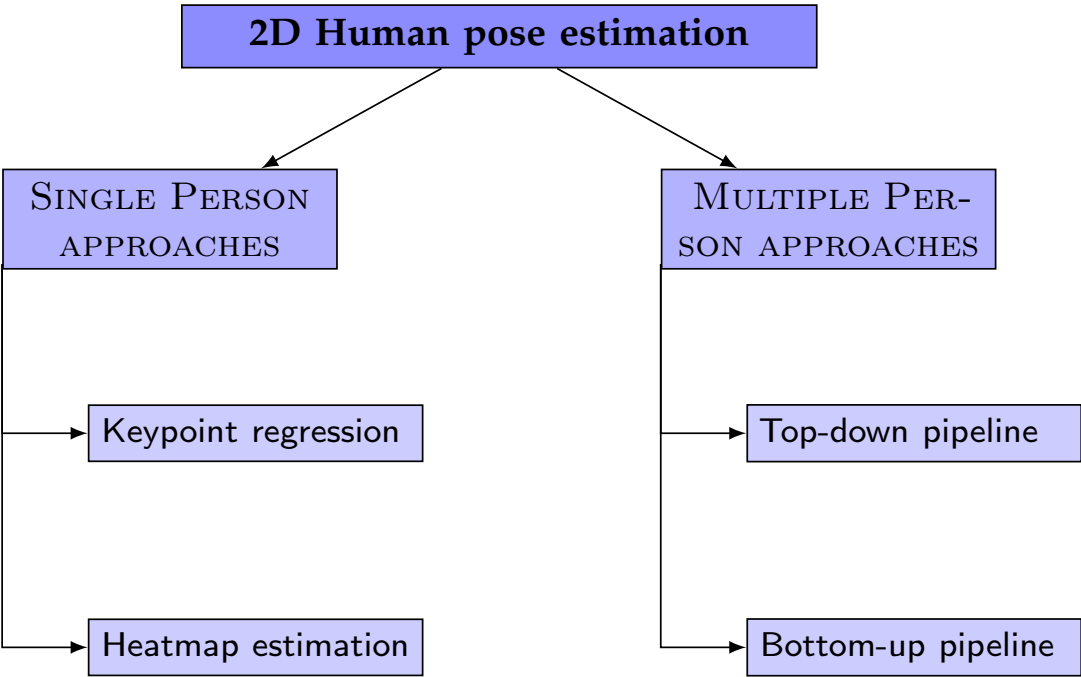 2D Human pose estimation
Single Person
approaches
Multiple Per-
son approaches
Keypoint regression
Top-down pipeline
Heatmap estimation
Bottom-up pipeline